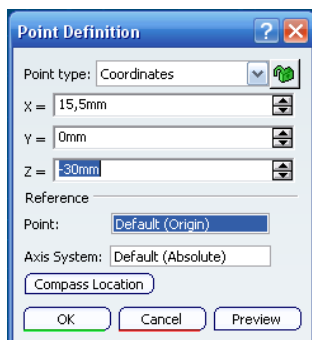 Point Definition
Point type: Coordinates
X = 15,5mm
Y = 0mm
Z = -30mm
Reference
Point: Default (Origin)
Axis System: Default (Absolute)
Compass Location
OK Cancel Preview